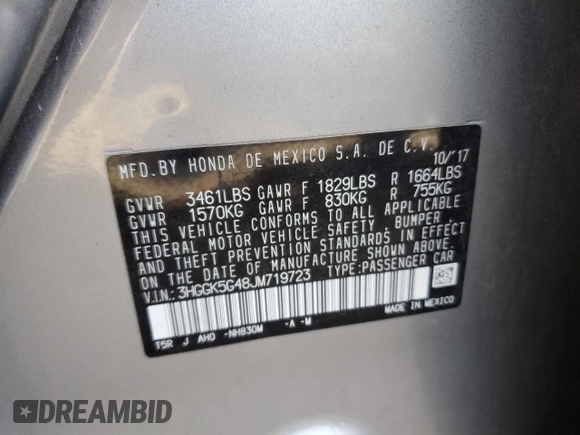 MFD.BY HONDA DE MEXICO S.A. DE C.V. 10/'17
GVWR 3461LBS GAWR F 1829LBS R 1664LBS
GVWR 1570KG GAWR F 830KG R 755KG
THIS VEHICLE CONFORMS TO ALL APPLICABLE
FEDERAL MOTOR VEHICLE SAFETY, BUMPER,
AND THEFT PREVENTION STANDARDS IN EFFECT
ON THE DATE OF MANUFACTURE SHOWN ABOVE.
V.I.N.: 3HGGK5G48JM719723 TYPE:PASSENGER CAR
MADE IN MEXICO
T5R J AHO -NH830M -A -M
DREAMBID